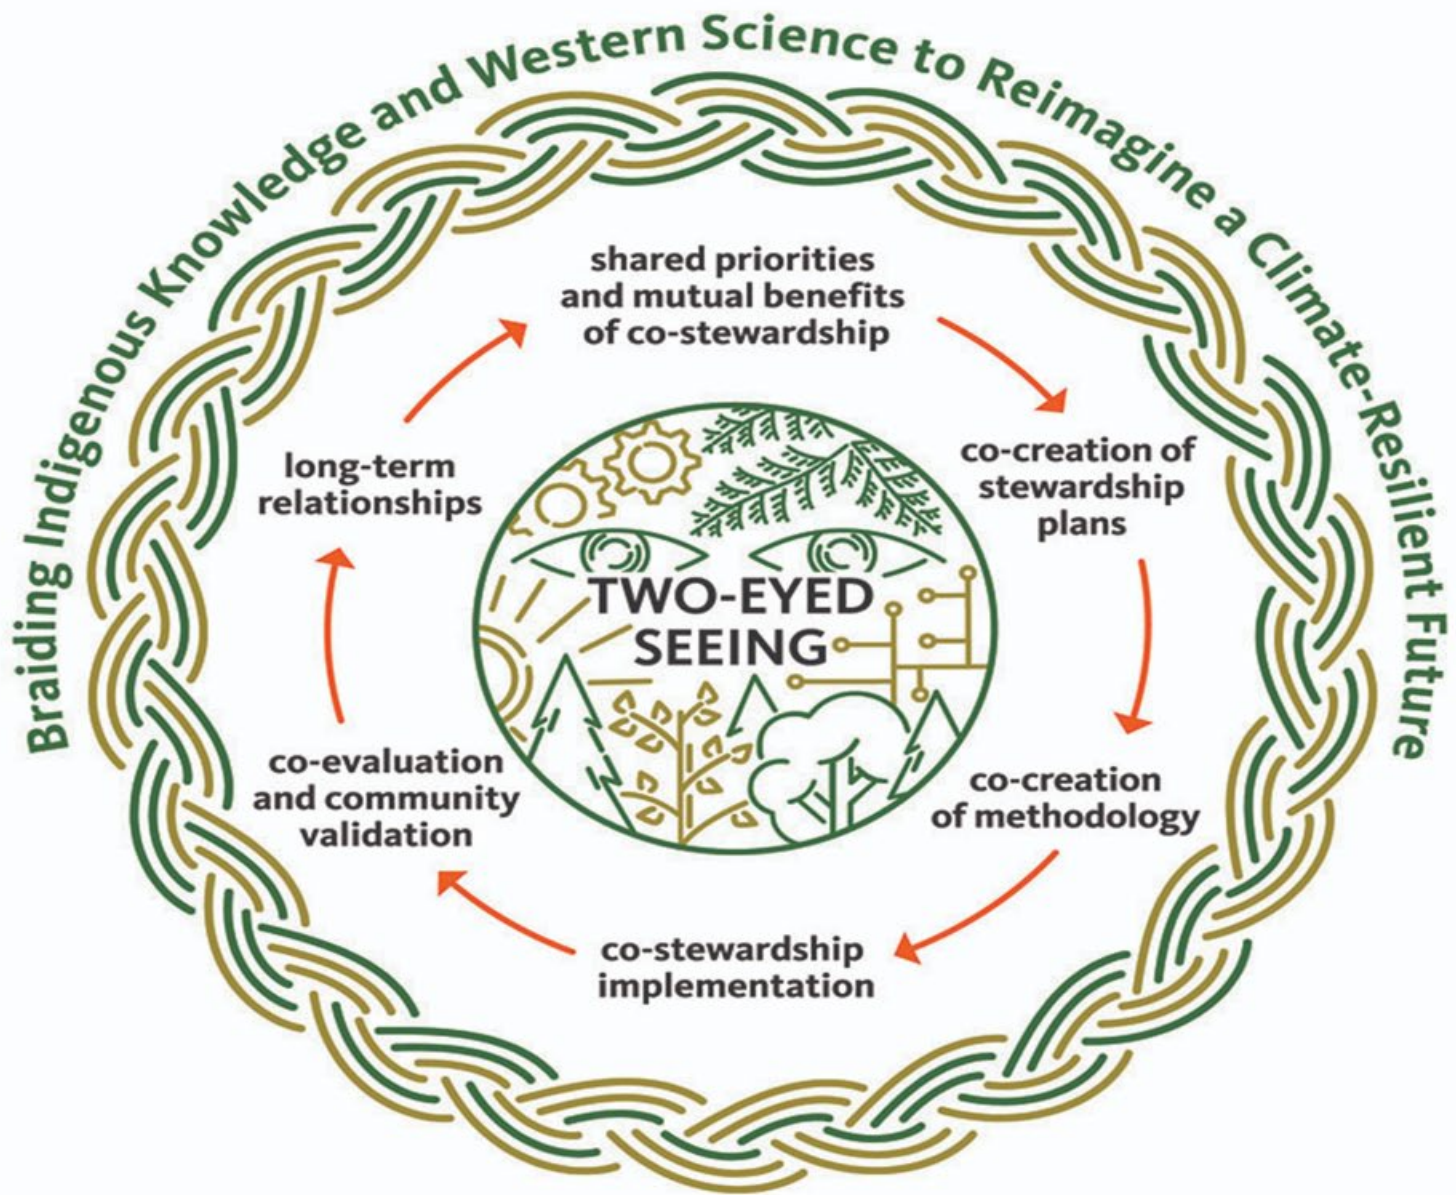 Braiding Indigenous Knowledge and Western Science to Reimagine a Climate-Resilient Future
shared priorities
and mutual benefits
of co-stewardship
co-creation of
stewardship
plans
co-creation
of methodology
co-stewardship
implementation
co-evaluation
and community
validation
long-term
relationships
TWO-EYED
SEEING